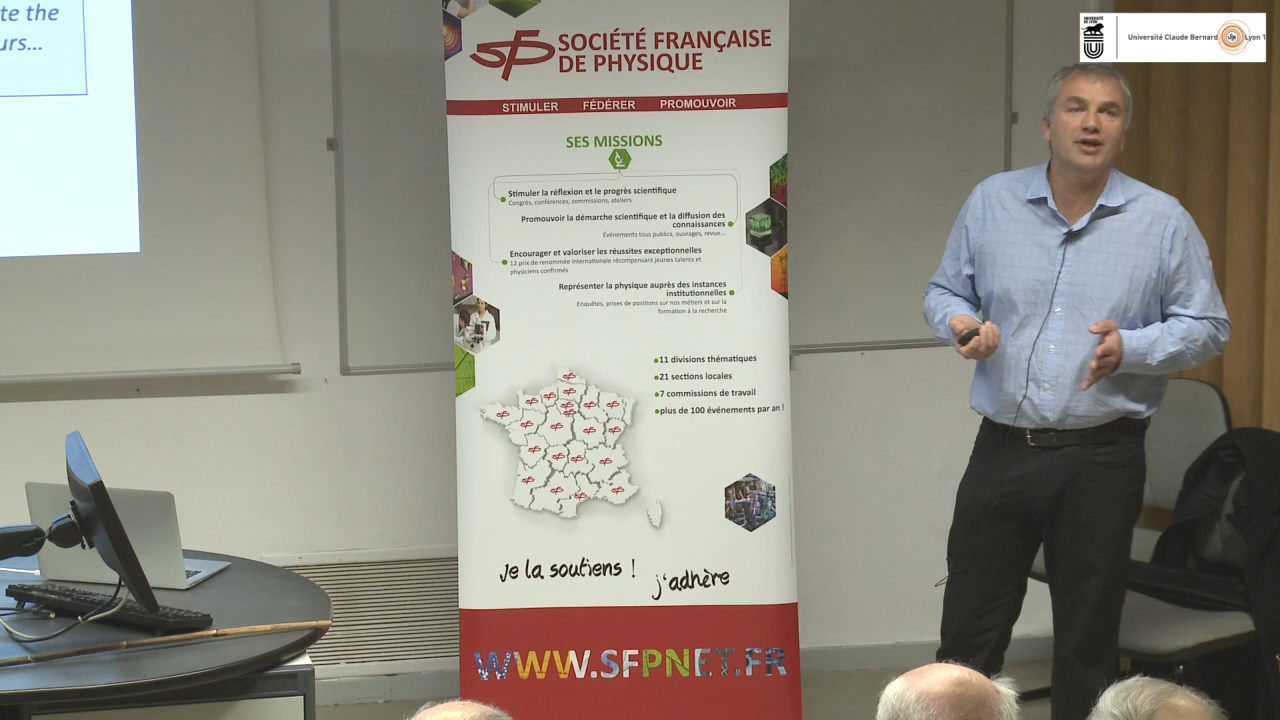 te the
urs...
UNIVERSITÉ
DE LYON
Université Claude Bernard Lyon 1
sfp SOCIÉTÉ FRANÇAISE
DE PHYSIQUE
STIMULER FÉDÉRER PROMOUVOIR
SES MISSIONS
Stimuler la réflexion et le progrès scientifique
Congrès, conférences, commissions, ateliers
Promouvoir la démarche scientifique et la diffusion des
connaissances
Événements tous publics, ouvrages, revue...
Encourager et valoriser les réussites exceptionnelles
12 prix de renommée internationale récompensant jeunes talents et
physiciens confirmés
Représenter la physique auprès des instances
institutionnelles
Enquêtes, prises de positions sur nos métiers et sur la
formation à la recherche
11 divisions thématiques
21 sections locales
7 commissions de travail
plus de 100 événements par an !
je la soutiens !
j'adhère
WWW.SFPNET.FR